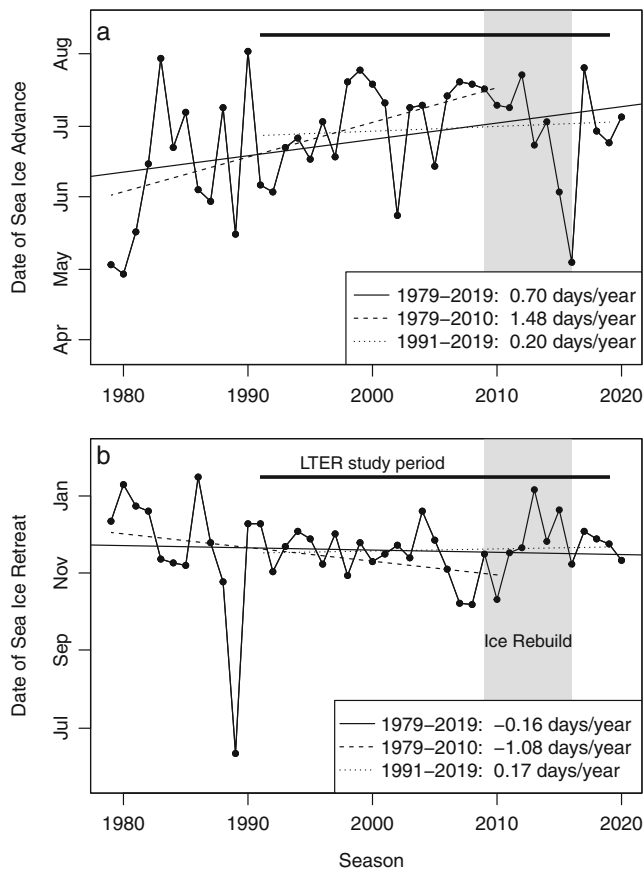 a
Date of Sea Ice Advance
Aug
Jul
Jun
May
Apr
1979−2019: 0.70 days/year
1979−2010: 1.48 days/year
1991−2019: 0.20 days/year
1980
1990
2000
2010
2020
b
LTER study period
Date of Sea Ice Retreat
Jan
Nov
Sep
Jul
Ice Rebuild
1979−2019: −0.16 days/year
1979−2010: −1.08 days/year
1991−2019: 0.17 days/year
1980
1990
2000
2010
2020
Season